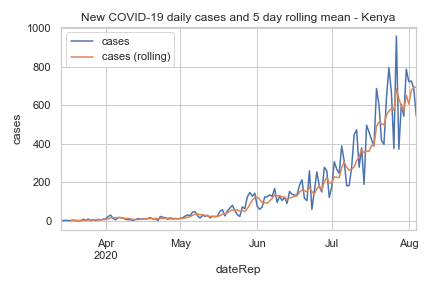 New COVID-19 daily cases and 5 day rolling mean - Kenya
cases
cases (rolling)
1000
800
600
400
200
0
cases
Apr
2020
May
Jun
Jul
Aug
dateRep